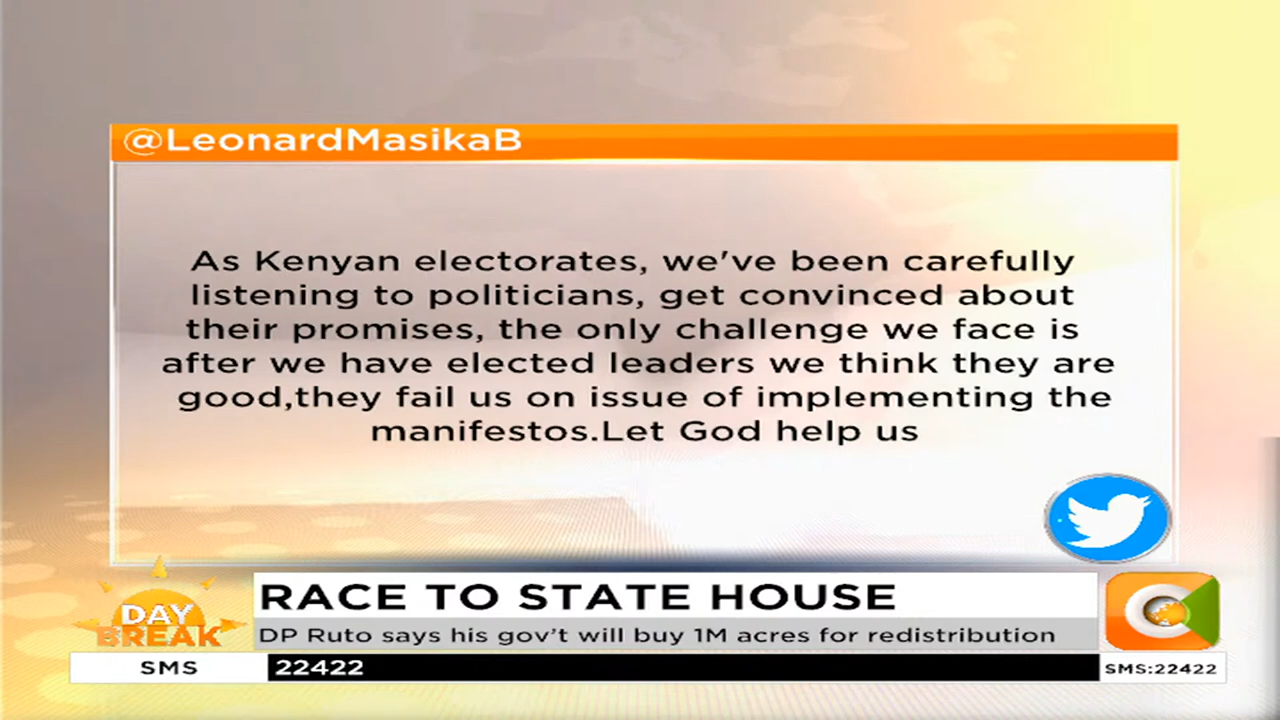 @LeonardMasikaB
As Kenyan electorates, we've been carefully
listening to politicians, get convinced about
their promises, the only challenge we face is
after we have elected leaders we think they are
good,they fail us on issue of implementing the
manifestos.Let God help us
DAY
BREAK
RACE TO STATE HOUSE
DP Ruto says his gov't will buy 1M acres for redistribution
SMS
22422
SMS:22422